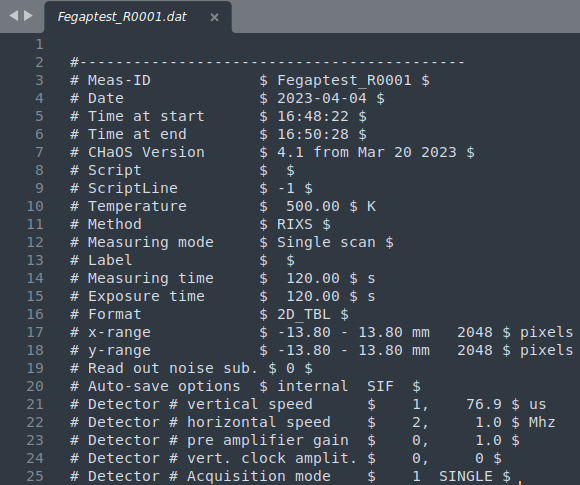 Fegaptest_R0001.dat ×
1
2 #-------------------------------------------
3 # Meas-ID $ Fegaptest_R0001 $
4 # Date $ 2023-04-04 $
5 # Time at start $ 16:48:22 $
6 # Time at end $ 16:50:28 $
7 # CHaOS Version $ 4.1 from Mar 20 2023 $
8 # Script $ $
9 # ScriptLine $ -1 $
10 # Temperature $ 500.00 $ K
11 # Method $ RIXS $
12 # Measuring mode $ Single scan $
13 # Label $ $
14 # Measuring time $ 120.00 $ s
15 # Exposure time $ 120.00 $ s
16 # Format $ 2D_TBL $
17 # x-range $ -13.80 - 13.80 mm 2048 $ pixels
18 # y-range $ -13.80 - 13.80 mm 2048 $ pixels
19 # Read out noise sub. $ 0 $
20 # Auto-save options $ internal SIF $
21 # Detector # vertical speed $ 1, 76.9 $ us
22 # Detector # horizontal speed $ 2, 1.0 $ Mhz
23 # Detector # pre amplifier gain $ 0, 1.0 $
24 # Detector # vert. clock amplit. $ 0, 0 $
25 # Detector # Acquisition mode $ 1 SINGLE $